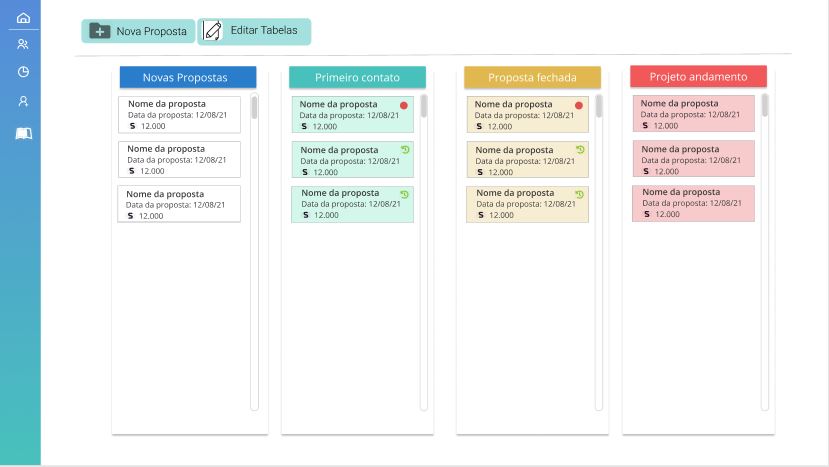 Nova Proposta
Editar Tabelas
Novas Propostas
Nome da proposta
Data da proposta: 12/08/21
$ 12.000
Nome da proposta
Data da proposta: 12/08/21
$ 12.000
Nome da proposta
Data da proposta: 12/08/21
$ 12.000
Primeiro contato
Nome da proposta
Data da proposta: 12/08/21
$ 12.000
Nome da proposta
Data da proposta: 12/08/21
$ 12.000
Nome da proposta
Data da proposta: 12/08/21
$ 12.000
Proposta fechada
Nome da proposta
Data da proposta: 12/08/21
$ 12.000
Nome da proposta
Data da proposta: 12/08/21
$ 12.000
Nome da proposta
Data da proposta: 12/08/21
$ 12.000
Projeto andamento
Nome da proposta
Data da proposta: 12/08/21
$ 12.000
Nome da proposta
Data da proposta: 12/08/21
$ 12.000
Nome da proposta
Data da proposta: 12/08/21
$ 12.000